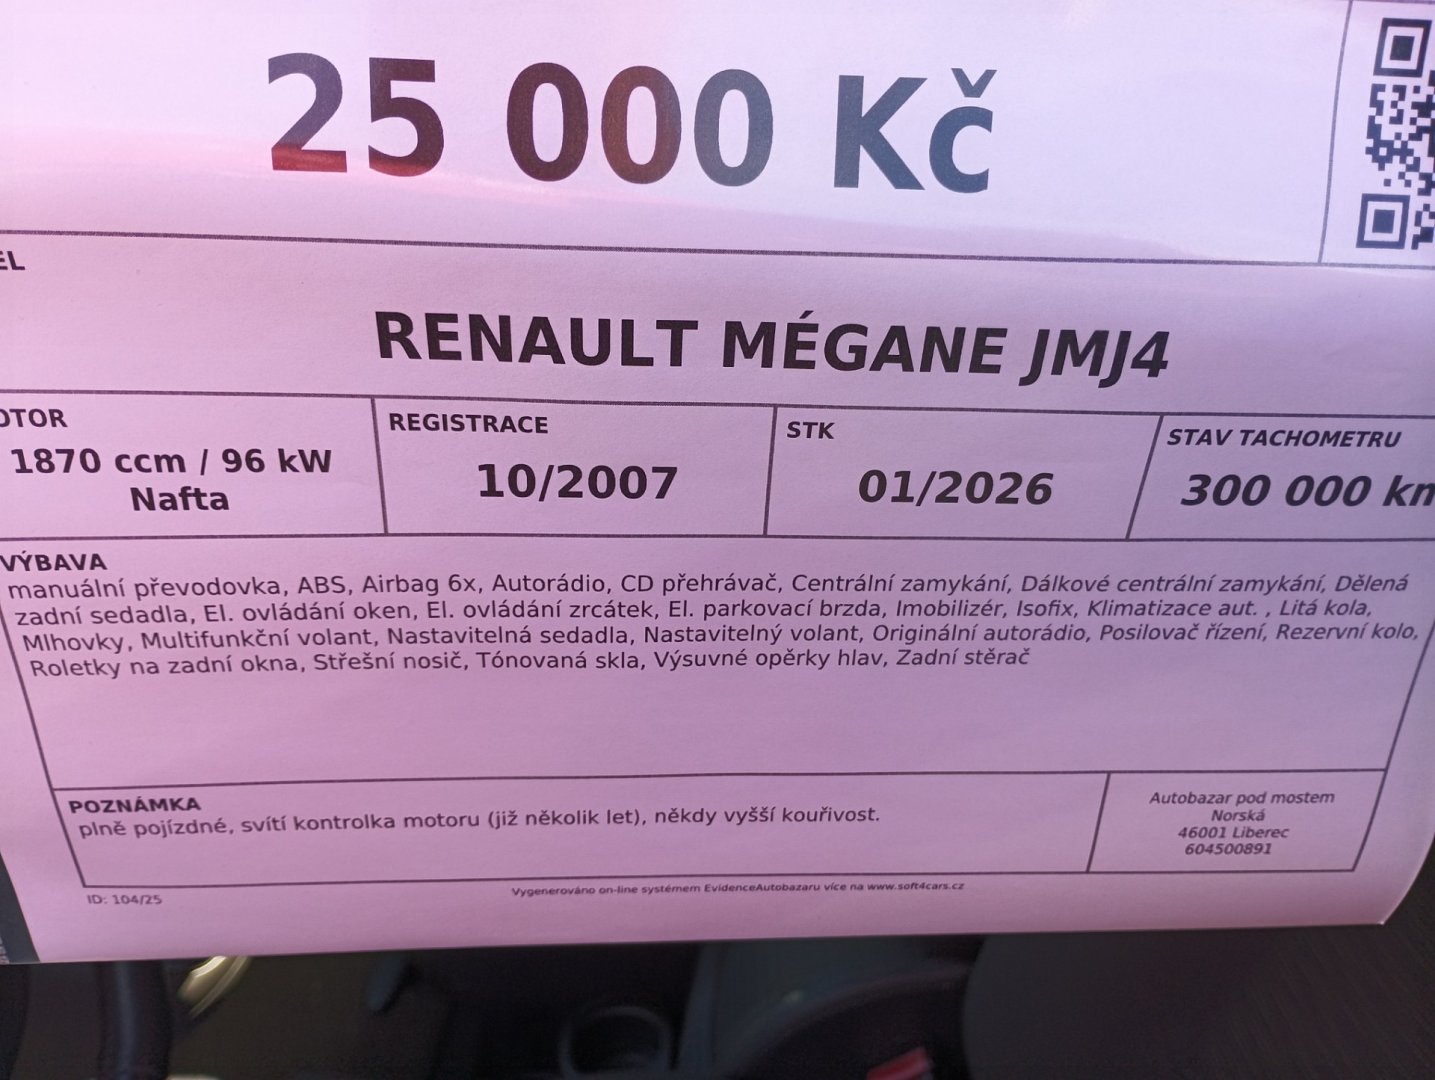 25 000 Kč
EL
RENAULT MÉGANE JMJ4
OTOR
1870 ccm / 96 kW
Nafta
REGISTRACE
10/2007
STK
01/2026
STAV TACHOMETRU
300 000 km
VÝBAVA
manuální převodovka, ABS, Airbag 6x, Autorádio, CD přehrávač, Centrální zamykání, Dálkové centrální zamykání, Dělená
zadní sedadla, El. ovládání oken, El. ovládání zrcátek, El. parkovací brzda, Imobilizér, Isofix, Klimatizace aut. , Litá kola,
Mlhovky, Multifunkční volant, Nastavitelná sedadla, Nastavitelný volant, Originální autorádio, Posilovač řízení, Rezervní kolo,
Roletky na zadní okna, Střešní nosič, Tónovaná skla, Výsuvné opěrky hlav, Zadní stěrač
POZNÁMKA
plně pojízdné, svítí kontrolka motoru (již několik let), někdy vyšší kouřivost.
Autobazar pod mostem
Norská
46001 Liberec
604500891
ID: 104/25
Vygenerováno on-line systémem EvidenceAutobazaru více na www.soft4cars.cz